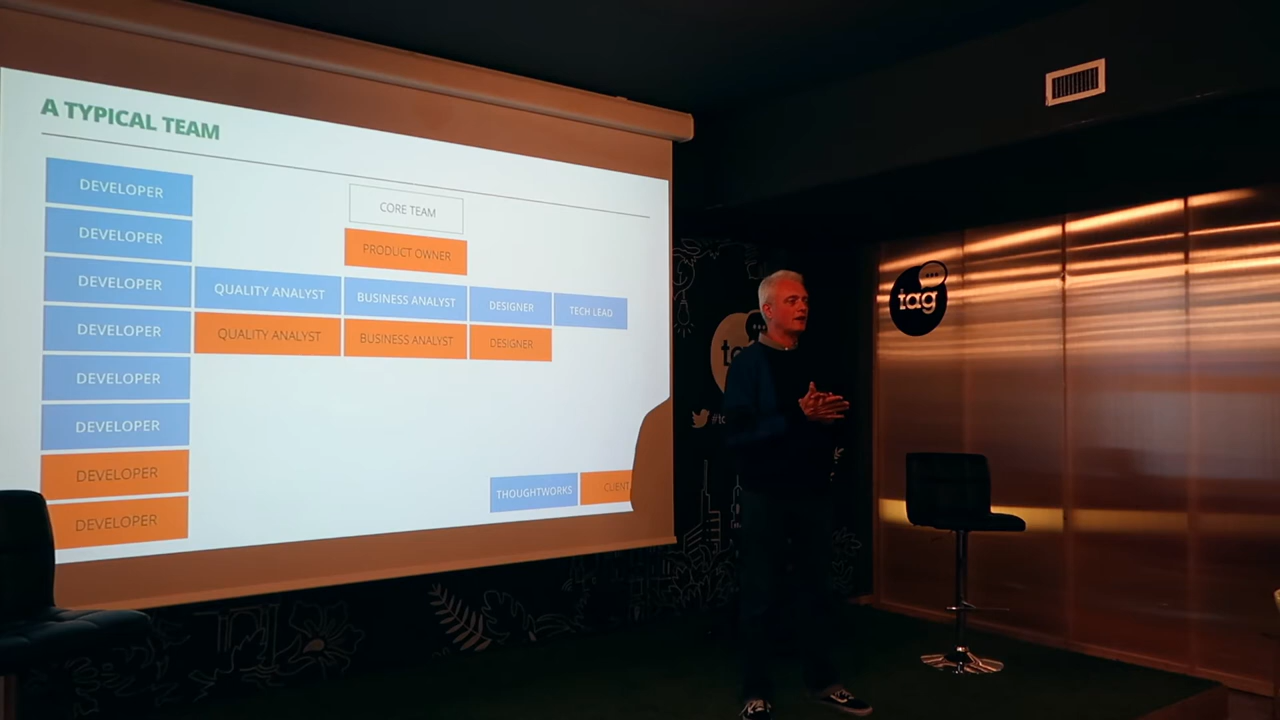 A TYPICAL TEAM
DEVELOPER
CORE TEAM
DEVELOPER
PRODUCT OWNER
DEVELOPER
QUALITY ANALYST
BUSINESS ANALYST
DESIGNER
TECH LEAD
DEVELOPER
QUALITY ANALYST
BUSINESS ANALYST
DESIGNER
DEVELOPER
DEVELOPER
DEVELOPER
DEVELOPER
THOUGHTWORKS
CLIENT
tag